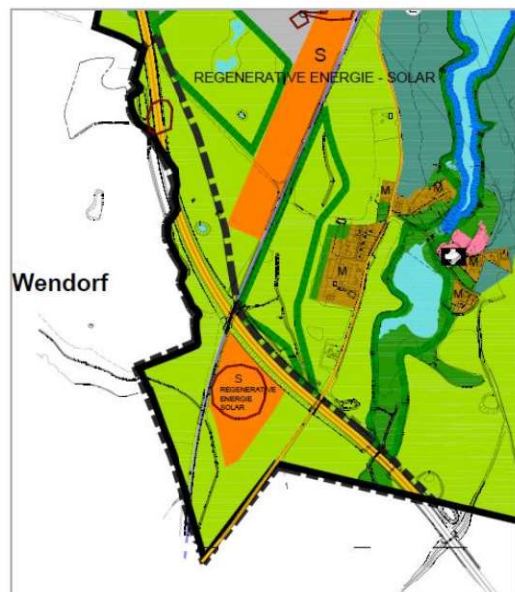 S
REGENERATIVE ENERGIE - SOLAR
M
M
Wendorf
M
M
S
REGENERATIVE
ENERGIE
SOLAR